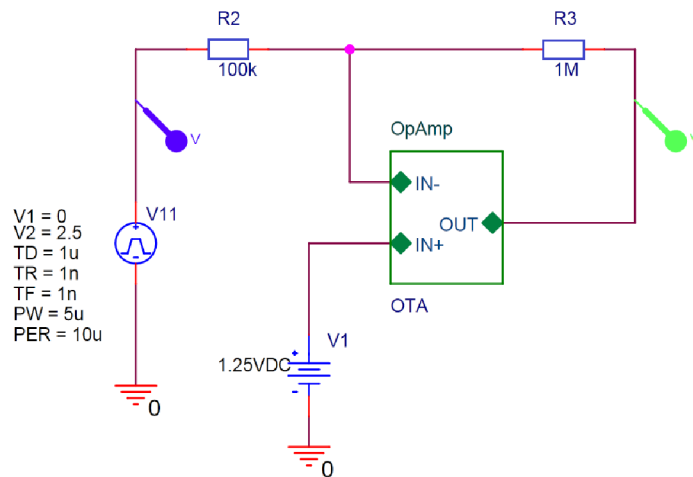 R2
100k
R3
1M
V
V
OpAmp
IN-
OUT
IN+
OTA
V1 = 0
V2 = 2.5
TD = 1u
TR = 1n
TF = 1n
PW = 5u
PER = 10u
V11
V1
1.25VDC
+
-
0
0